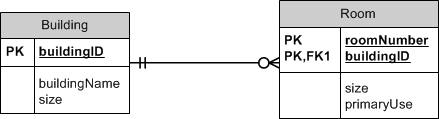 Building
PK buildingID
buildingName
size
Room
PK roomNumber
PK,FK1 buildingID
size
primaryUse